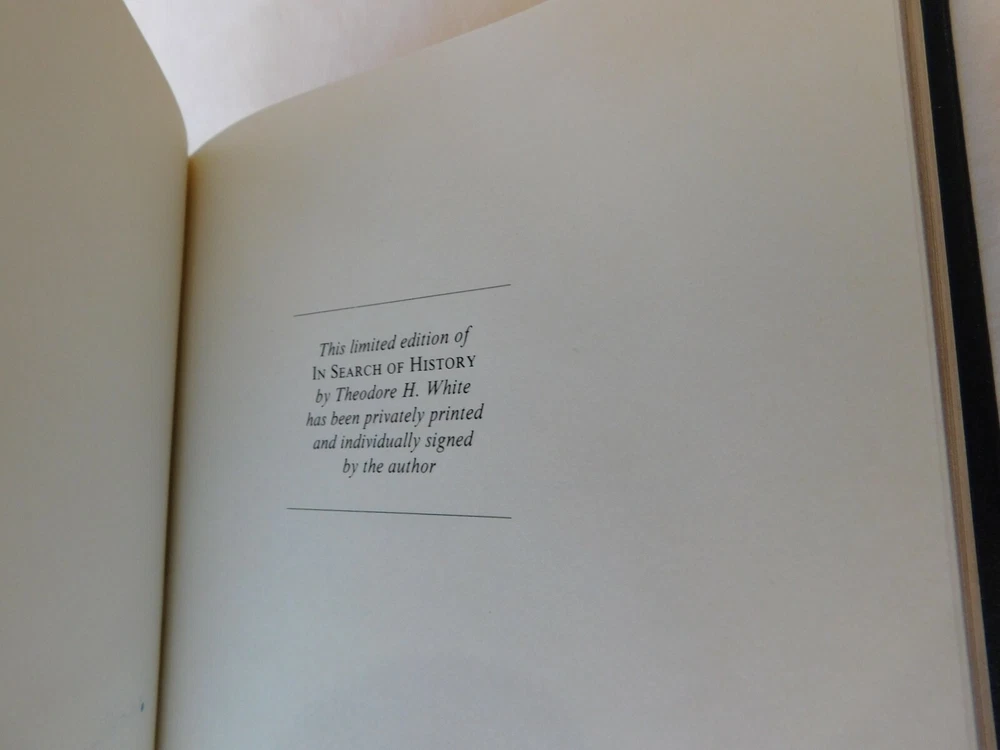 This limited edition of
IN SEARCH OF HISTORY
by Theodore H. White
has been privately printed
and individually signed
by the author